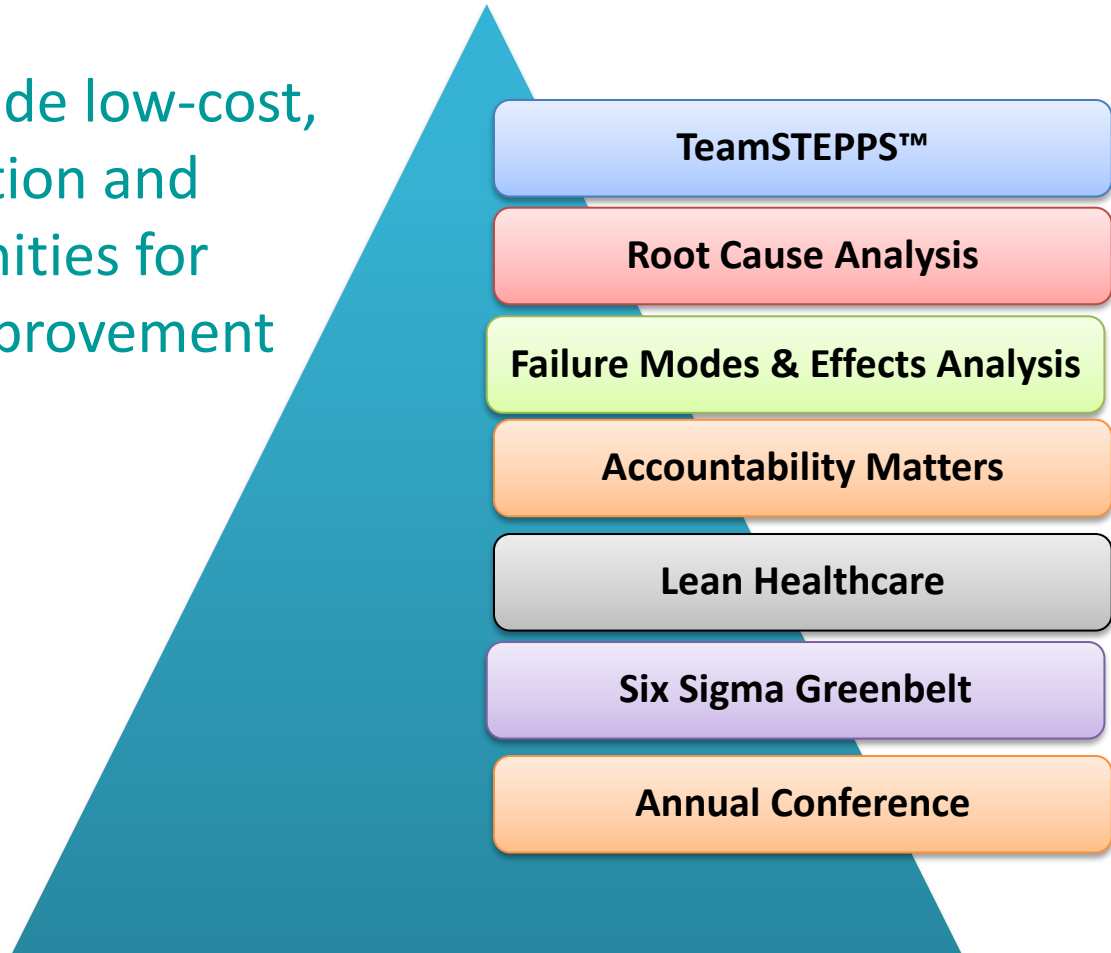 de low-cost,
tion and
nities for
provement
TeamSTEPPS™
Root Cause Analysis
Failure Modes & Effects Analysis
Accountability Matters
Lean Healthcare
Six Sigma Greenbelt
Annual Conference